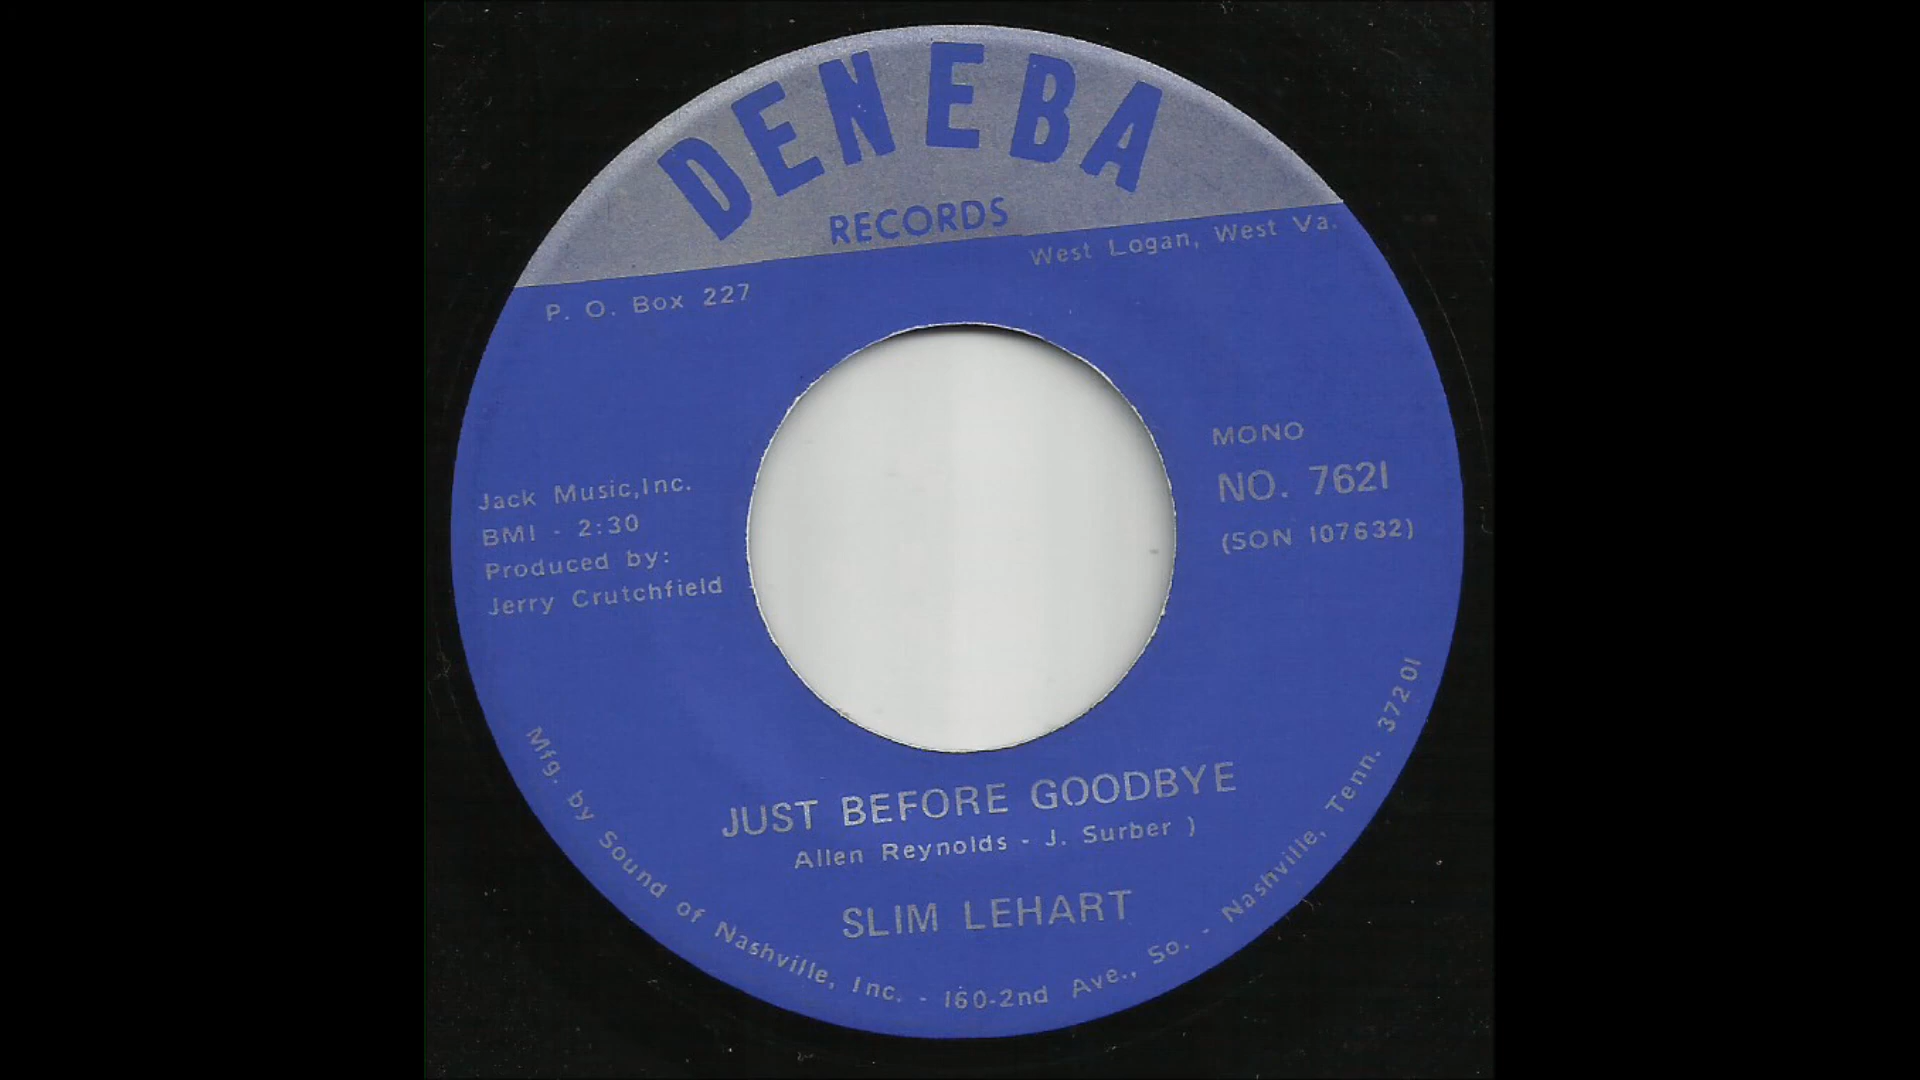 DENEBA
RECORDS
P. O. Box 227
West Logan, West Va.
MONO
NO. 7621
(SON 107632)
Jack Music,Inc.
BMI - 2:30
Produced by:
Jerry Crutchfield
JUST BEFORE GOODBYE
Allen Reynolds - J. Surber )
SLIM LEHART
Mfg. by Sound of Nashville, Inc. - 160-2nd Ave., So. - Nashville, Tenn. 37201